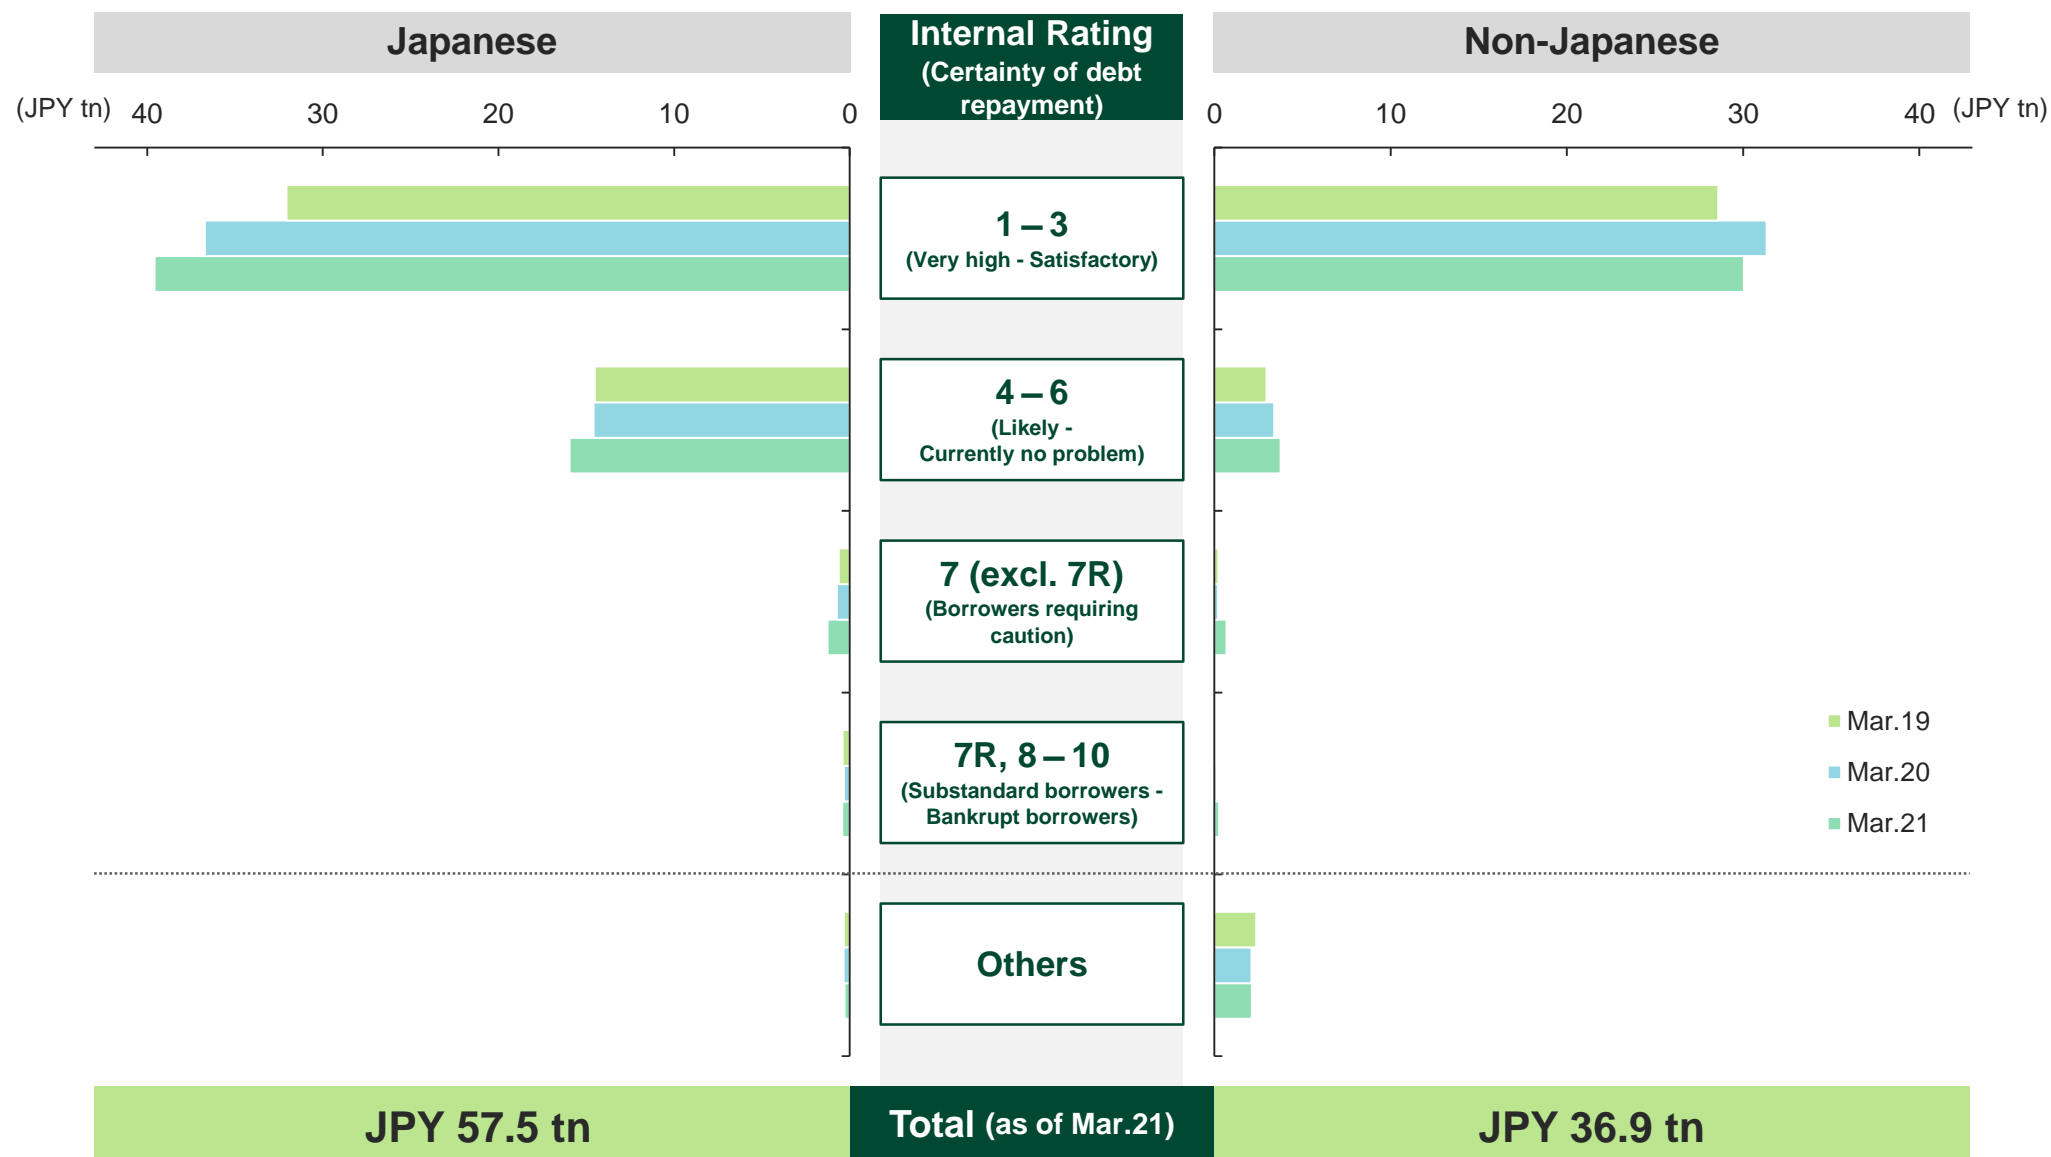 Japanese
Internal Rating
(Certainty of debt
repayment)
Non-Japanese
(JPY tn) 40 30 20 10 0
0 10 20 30 40 (JPY tn)
1 – 3
(Very high - Satisfactory)
4 – 6
(Likely -
Currently no problem)
7 (excl. 7R)
(Borrowers requiring
caution)
7R, 8 – 10
(Substandard borrowers -
Bankrupt borrowers)
Mar.19
Mar.20
Mar.21
Others
JPY 57.5 tn
Total (as of Mar.21)
JPY 36.9 tn